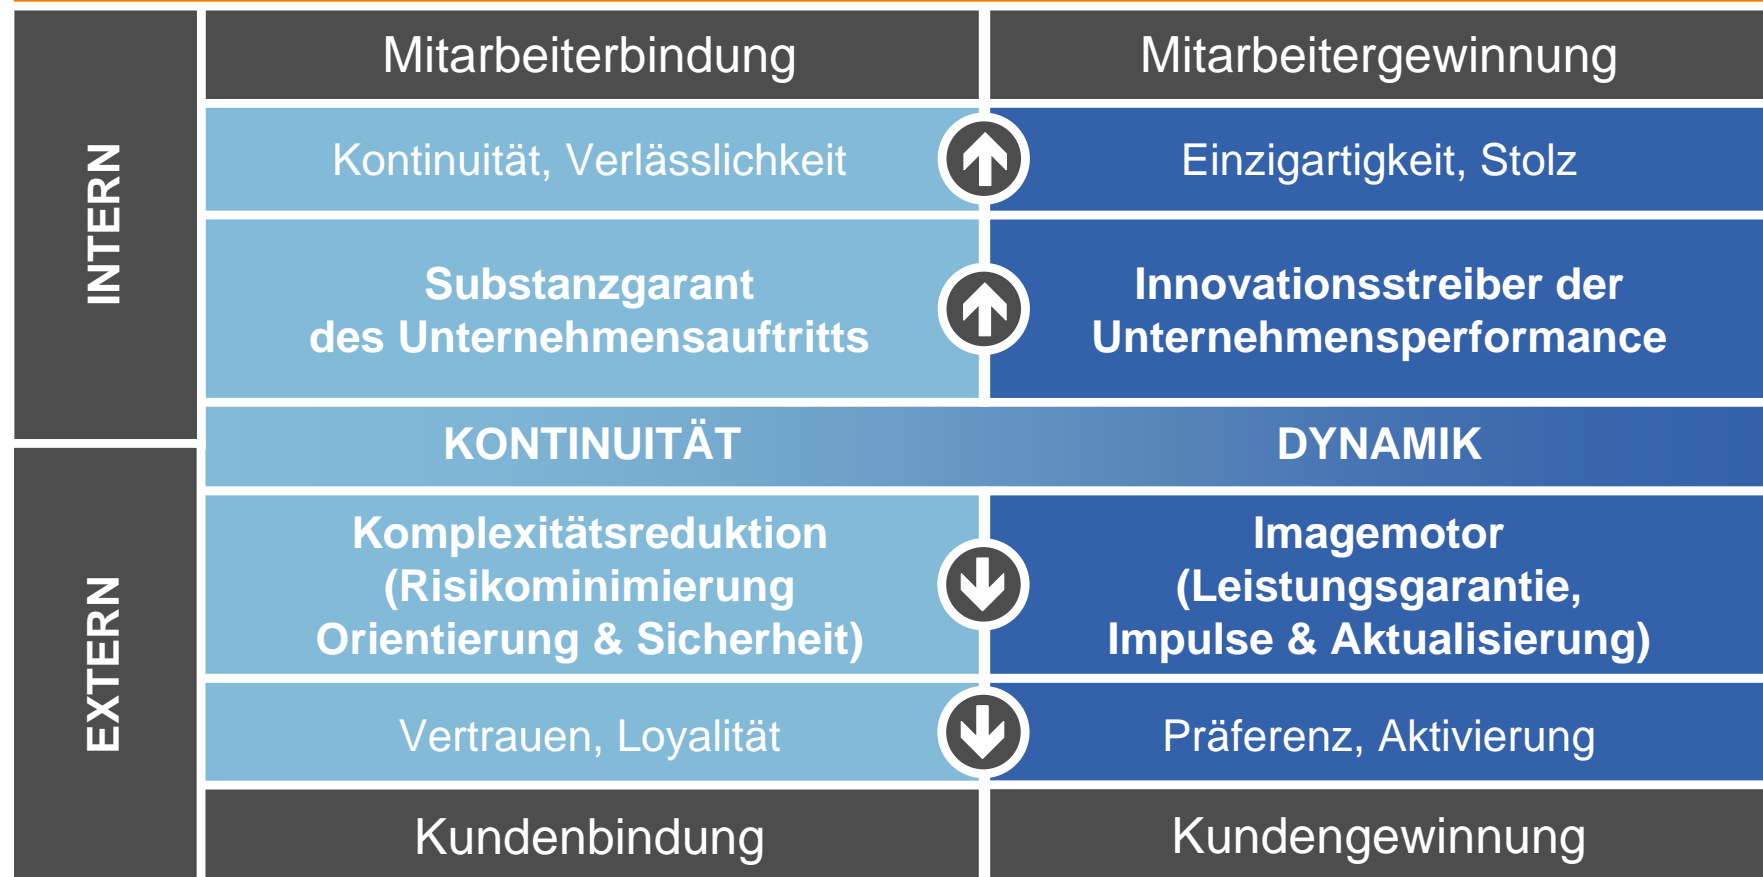 INTERN
Mitarbeiterbindung
Mitarbeitergewinnung
Kontinuität, Verlässlichkeit
Einzigartigkeit, Stolz
Substanzgarant
des Unternehmensauftritts
Innovationsstreiber der
Unternehmensperformance
KONTINUITÄT
DYNAMIK
EXTERN
Komplexitätsreduktion
(Risikominimierung
Orientierung & Sicherheit)
Imagemotor
(Leistungsgarantie,
Impulse & Aktualisierung)
Vertrauen, Loyalität
Präferenz, Aktivierung
Kundenbindung
Kundengewinnung